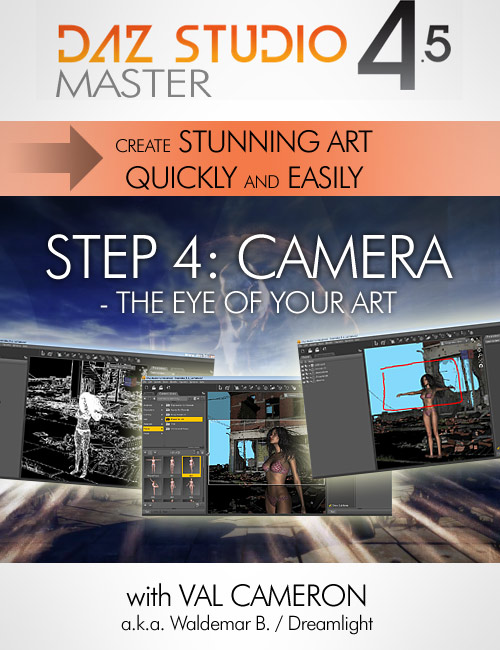 DAZ STUDIO 4.5
MASTER
CREATE STUNNING ART
QUICKLY AND EASILY
STEP 4: CAMERA
- THE EYE OF YOUR ART
with VAL CAMERON
a.k.a. Waldemar B. / Dreamlight